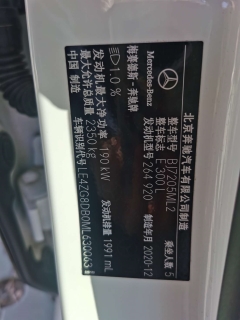 Mercedes-Benz
北京奔驰汽车有限公司制造
梅赛德斯-奔驰牌
整车型号 BJ7205ML2 乘坐人数 5
1.0%
整车标志 E 300 L
发动机型号 264 920 制造年月 2020-12
发动机最大净功率 190 kW 发动机排量 1991 mL
最大允许总质量 2350 kg
车辆识别代号 LE4ZG8DB0ML630063
中国 制造